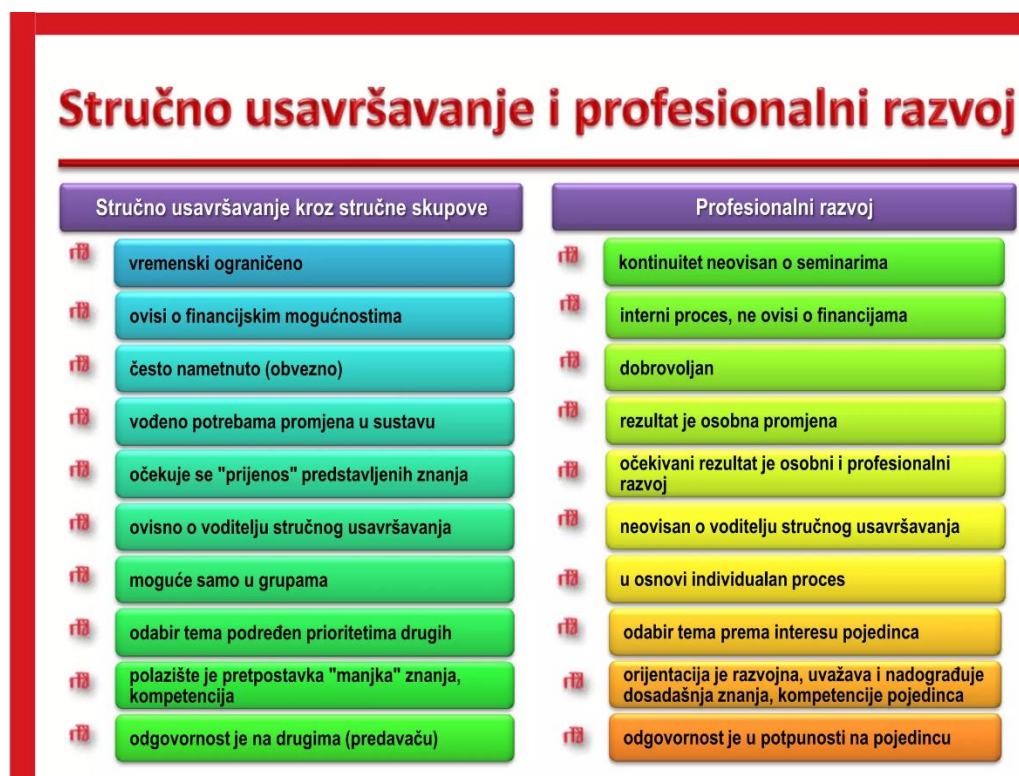 Stručno usavršavanje i profesionalni razvoj
Stručno usavršavanje kroz stručne skupove
vremenski ograničeno
ovisi o financijskim mogućnostima
često nametnuto (obvezno)
vođeno potrebama promjena u sustavu
očekuje se "prijenos" predstavljenih znanja
ovisno o voditelju stručnog usavršavanja
moguće samo u grupama
odabir tema podređen prioritetima drugih
polazište je pretpostavka "manjka" znanja,
kompetencija
odgovornost je na drugima (predavaču)
Profesionalni razvoj
kontinuitet neovisan o seminarima
interni proces, ne ovisi o financijama
dobrovoljan
rezultat je osobna promjena
očekivani rezultat je osobni i profesionalni
razvoj
neovisan o voditelju stručnog usavršavanja
u osnovi individualan proces
odabir tema prema interesu pojedinca
orijentacija je razvojna, uvažava i nadograđuje
dosadašnja znanja, kompetencije pojedinca
odgovornost je u potpunosti na pojedincu